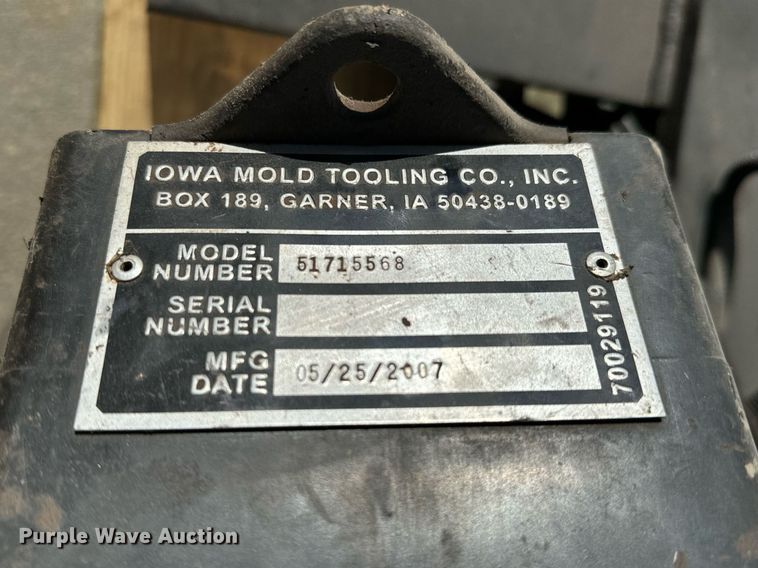 IOWA MOLD TOOLING CO., INC.
BOX 189, GARNER, IA 50438-0189
MODEL NUMBER 51715568
SERIAL NUMBER
MFG DATE 05/25/2007
70029119
Purple Wave Auction